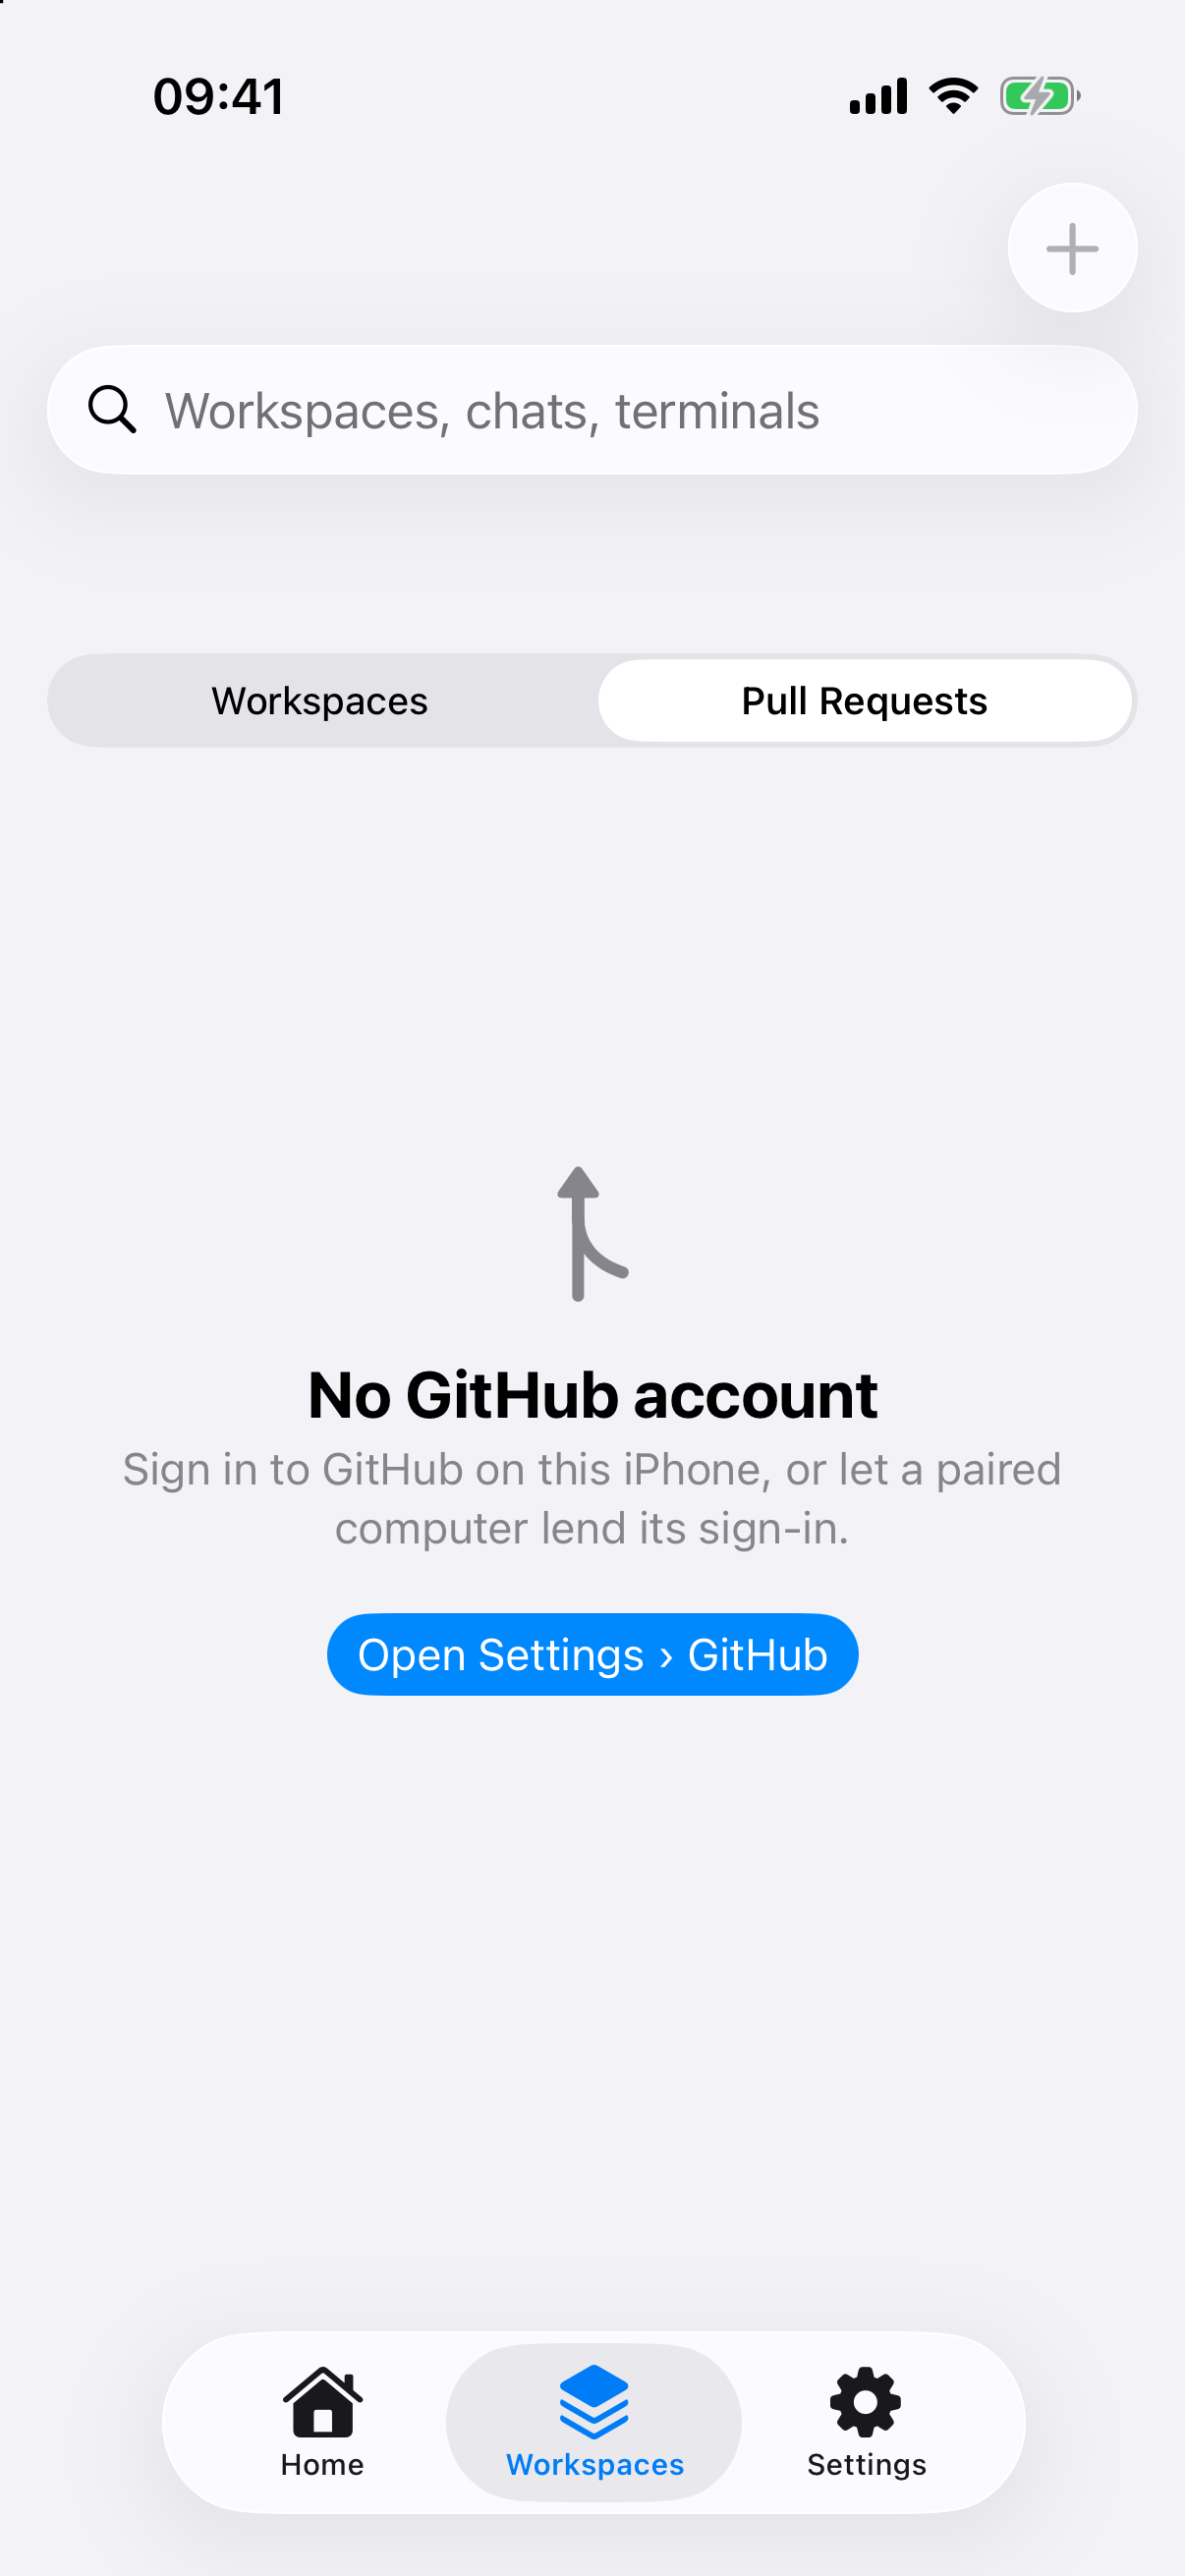 09:41
Workspaces, chats, terminals
Workspaces
Pull Requests
No GitHub account
Sign in to GitHub on this iPhone, or let a paired
computer lend its sign-in.
Open Settings › GitHub
Home
Workspaces
Settings